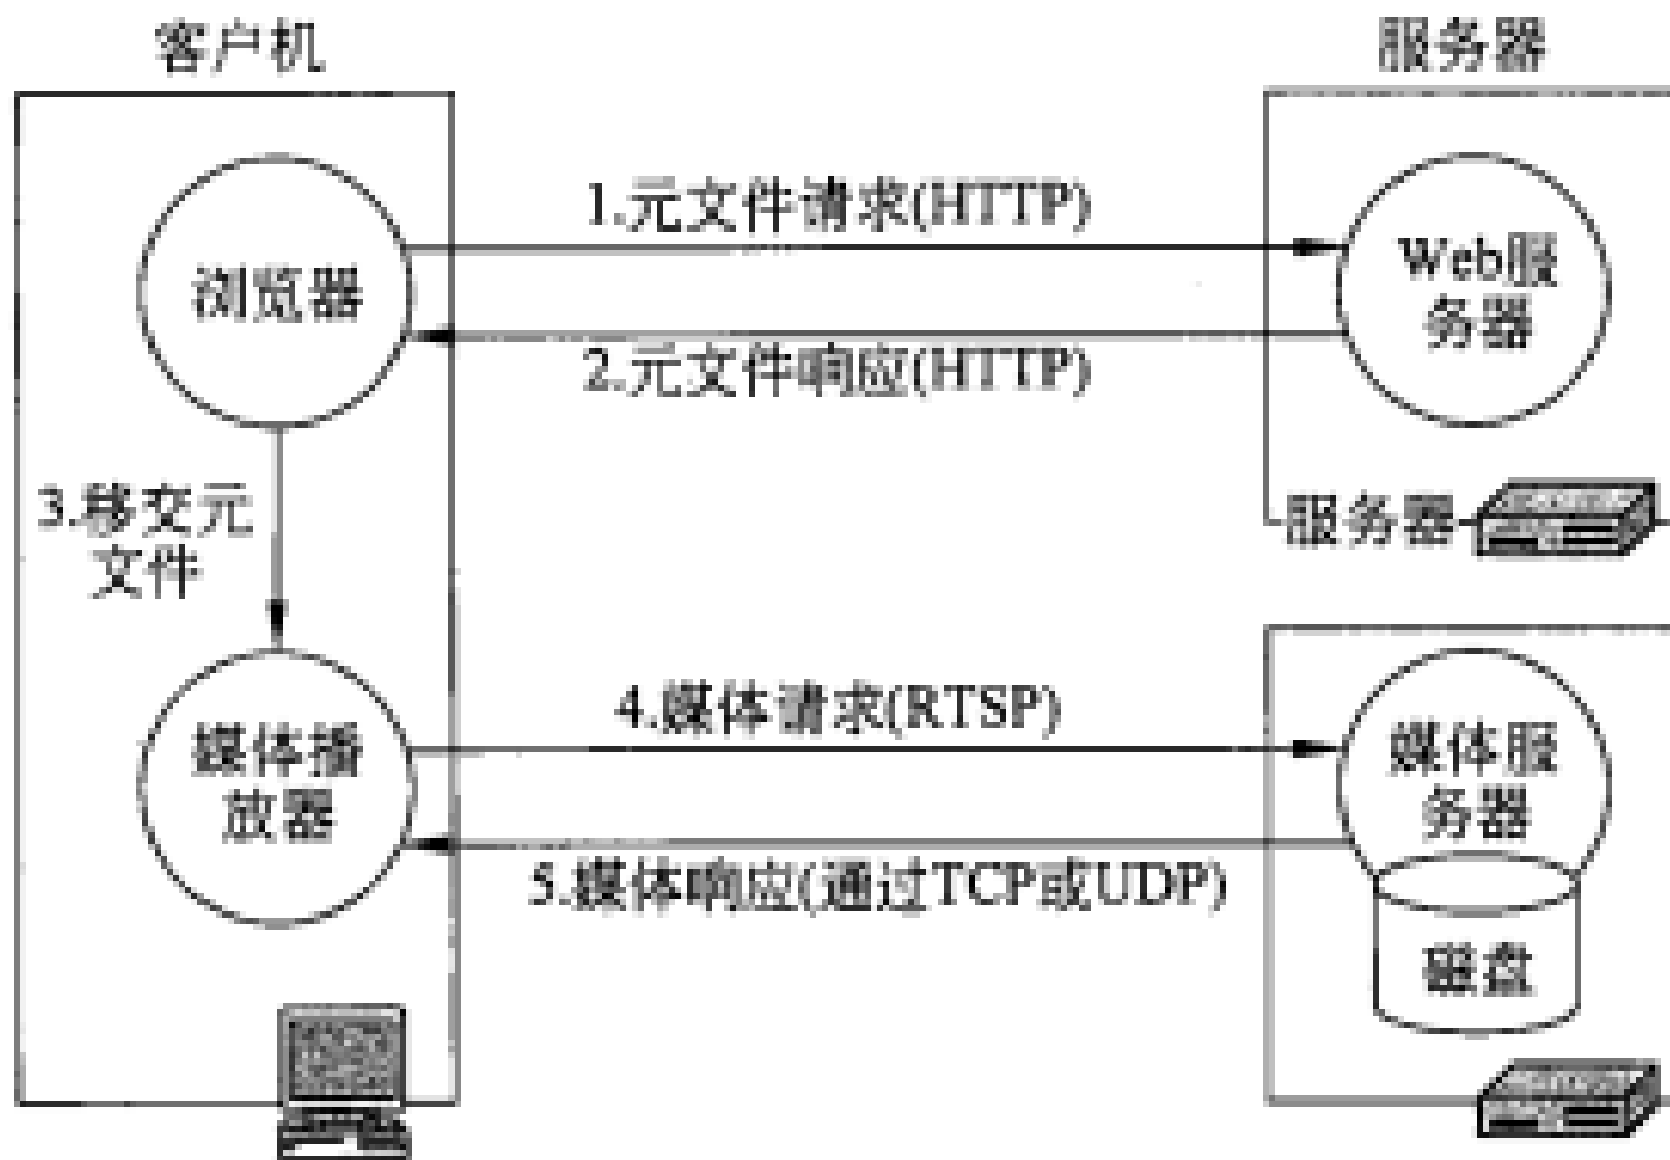 客户机
服务器
1.元文件请求(HTTP)
浏览器
Web服
务器
2.元文件响应(HTTP)
3.移交元
文件
服务器
4.媒体请求(RTSP)
媒体播
放器
媒体服
务器
5.媒体响应(通过TCP或UDP)
磁盘